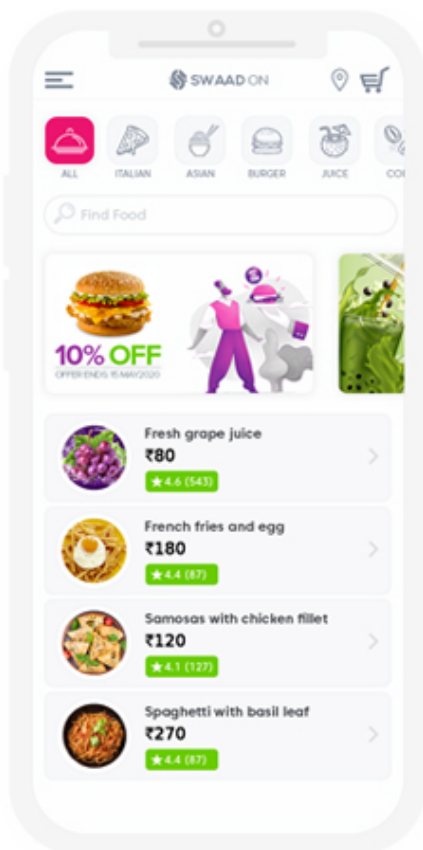 SWAAD ON
ALL ITALIAN ASIAN BURGER JUICE CO
Find Food
10% OFF
OFFER ENDS 15 MAY2020
Fresh grape juice
₹80
★4.6 (543)
French fries and egg
₹180
★4.4 (87)
Samosas with chicken fillet
₹120
★4.1 (127)
Spaghetti with basil leaf
₹270
★4.4 (87)